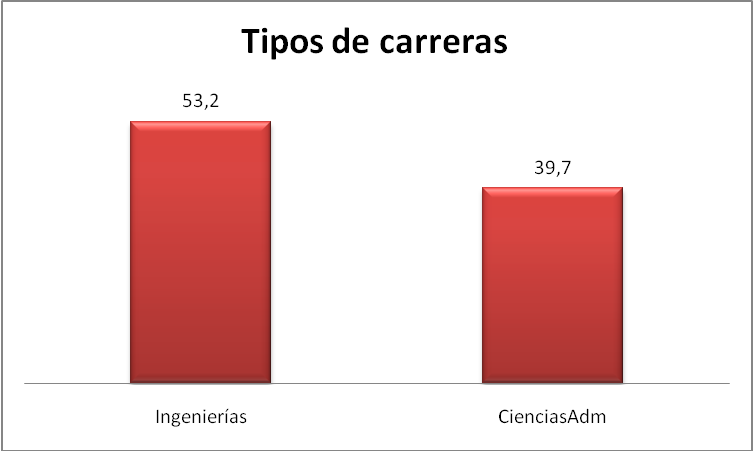 Tipos de carreras
53,2
39,7
Ingenierías
CienciasAdm